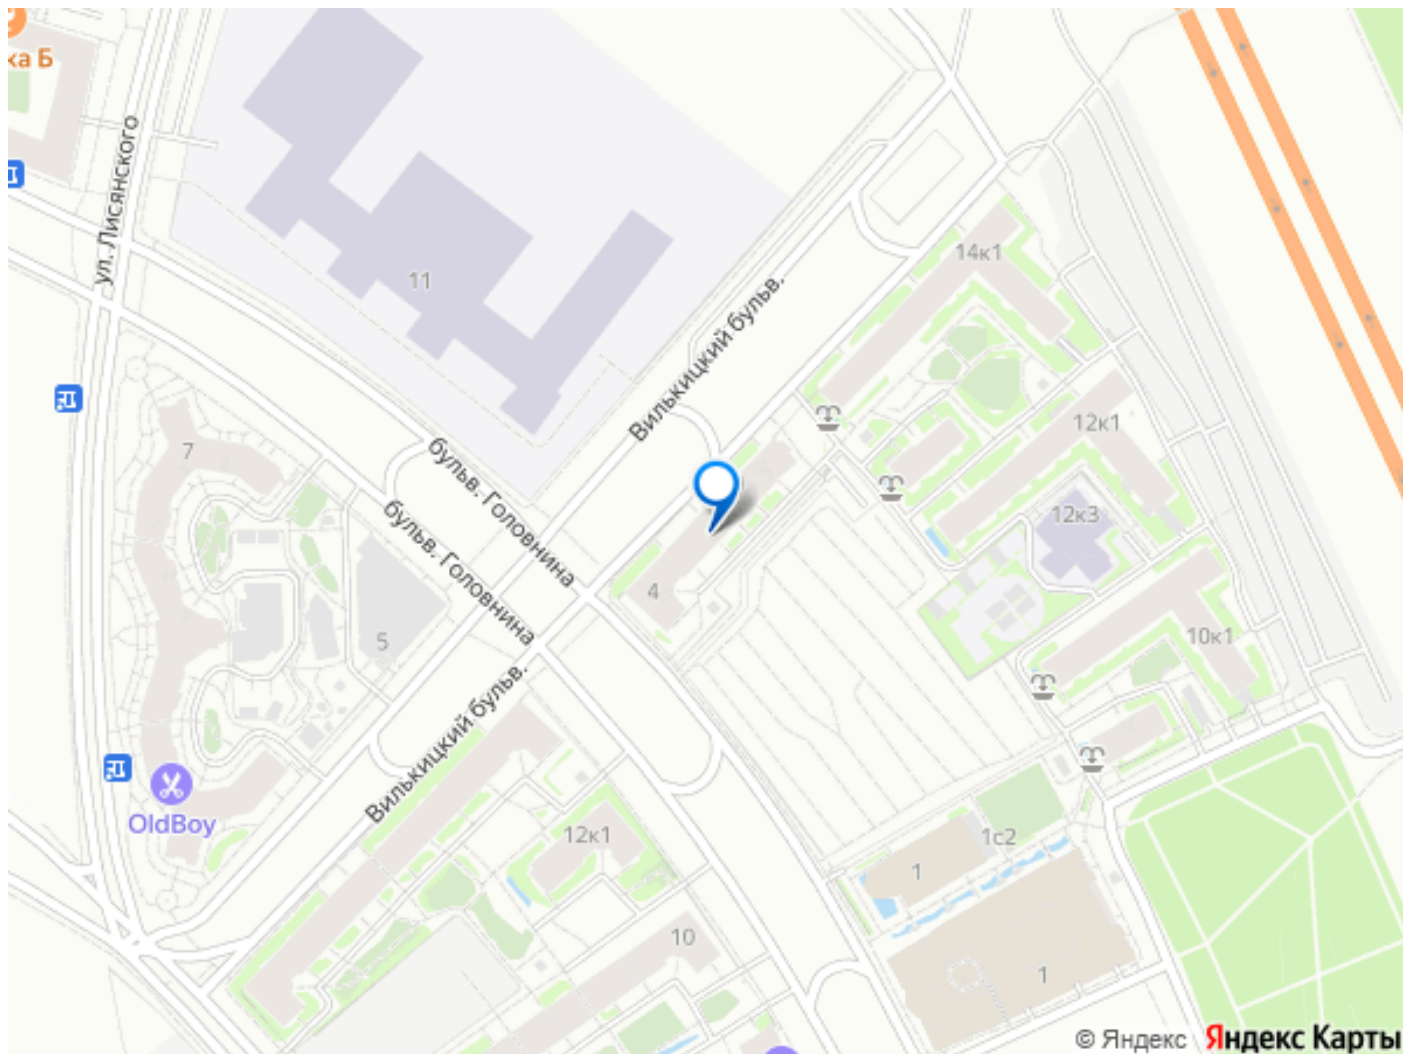 ка Б
ул. Лисянского
11
Вилькицкий бульв.
14к1
12к1
12к3
10к1
бульв. Головнина
бульв. Головнина
7
5
4
Вилькицкий бульв.
OldBoy
12к1
10
1с2
1
1
© Яндекс Яндекс Карты